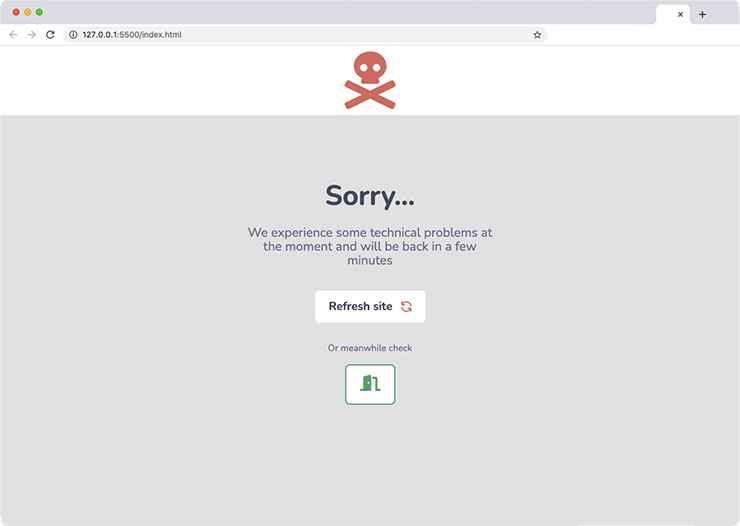 127.0.0.1:5500/index.html
Sorry...
We experience some technical problems at
the moment and will be back in a few
minutes
Refresh site
Or meanwhile check